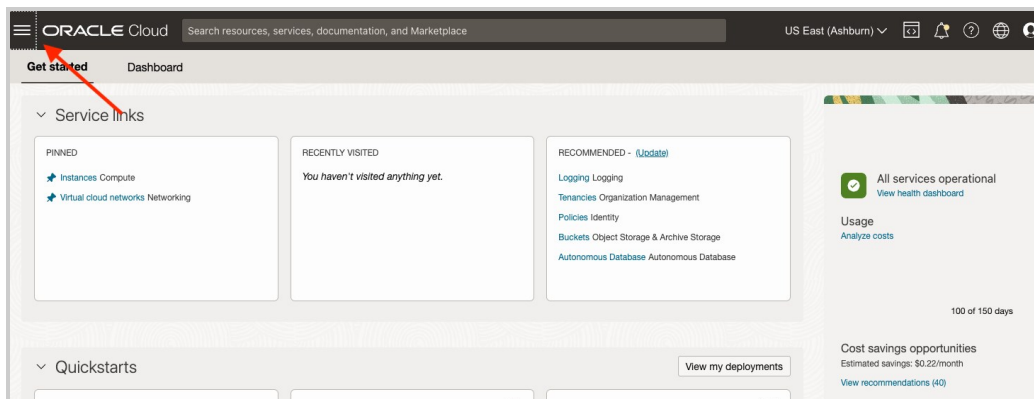 ORACLE Cloud
Search resources, services, documentation, and Marketplace
US East (Ashburn)
Get started
Dashboard
Service links
PINNED
Instances Compute
Virtual cloud networks Networking
RECENTLY VISITED
You haven't visited anything yet.
RECOMMENDED - (Update)
Logging Logging
Tenancies Organization Management
Policies Identity
Buckets Object Storage & Archive Storage
Autonomous Database Autonomous Database
All services operational
View health dashboard
Usage
Analyze costs
100 of 150 days
Cost savings opportunities
Estimated savings: $0.22/month
View recommendations (40)
Quickstarts
View my deployments